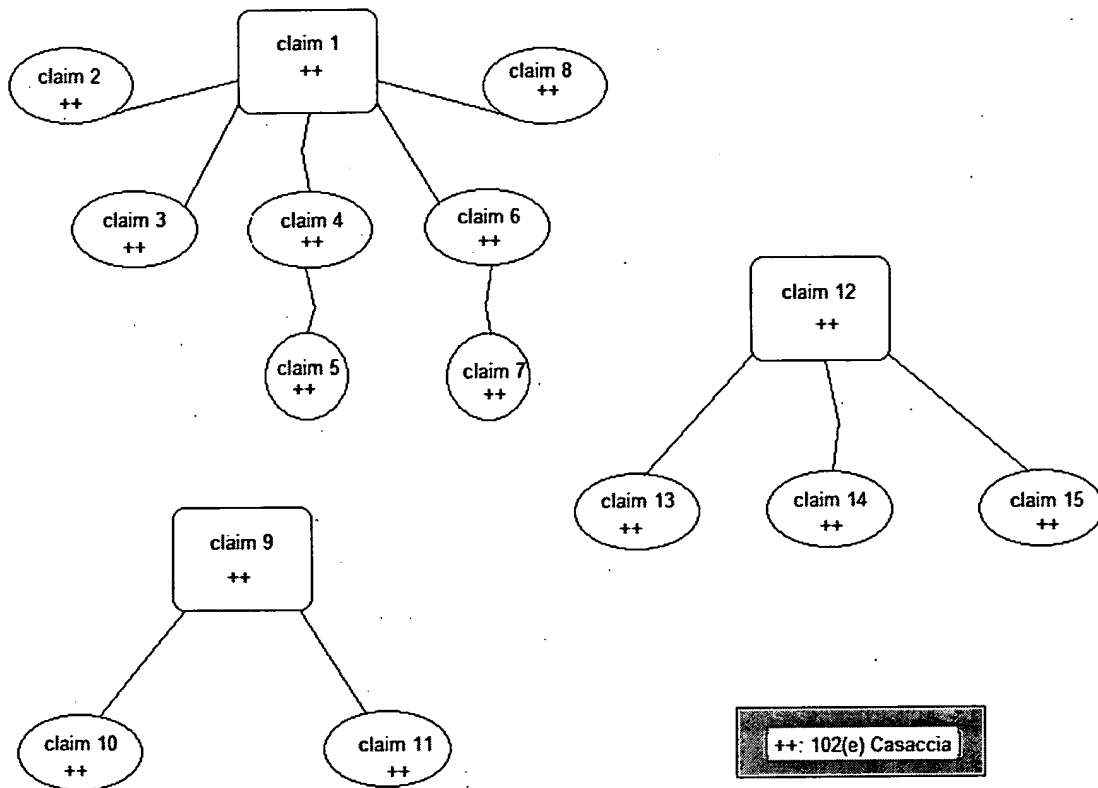 claim 1
++
claim 2
++
claim 8
++
claim 3
++
claim 4
++
claim 6
++
claim 5
++
claim 7
++
claim 12
++
claim 13
++
claim 14
++
claim 15
++
claim 9
++
claim 10
++
claim 11
++
++: 102(e) Casaccia